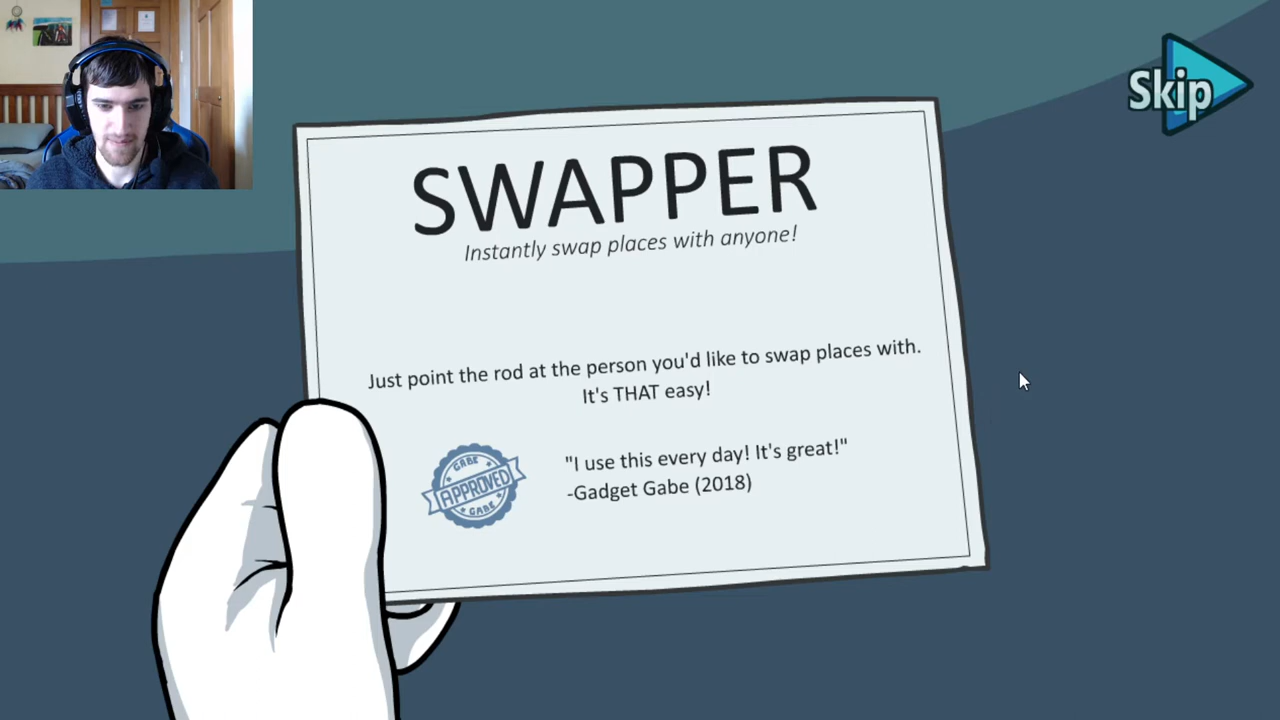 Skip
SWAPPER
Instantly swap places with anyone!
Just point the rod at the person you'd like to swap places with.
It's THAT easy!
GABE
APPROVED
GABE
"I use this every day! It's great!"
-Gadget Gabe (2018)